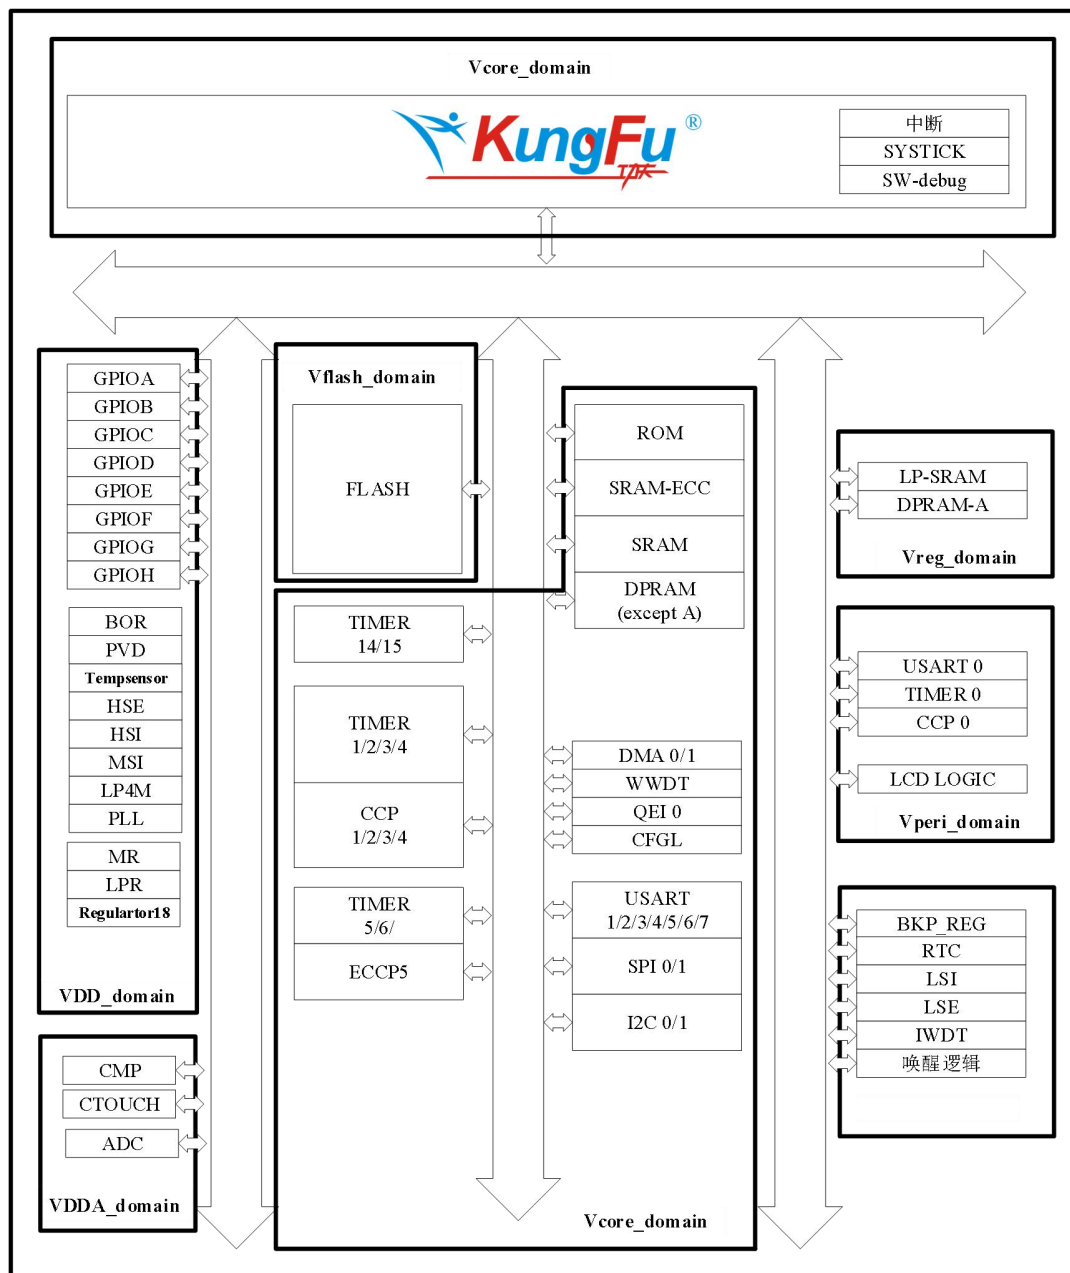 Vcore_domain
KungFu®
中断
SYSTICK
SW-debug
GPIOA
GPIOB
GPIOC
GPIOD
GPIOE
GPIOF
GPIOG
GPIOH
BOR
PVD
Tempsensor
HSE
HSI
MSI
LP4M
PLL
MR
LPR
Regulartor18
VDD_domain
CMP
CTOUCH
ADC
VDDA_domain
Vflash_domain
FLASH
TIMER
14/15
TIMER
1/2/3/4
CCP
1/2/3/4
TIMER
5/6/
ECCP5
ROM
SRAM-ECC
SRAM
DPRAM
(except A)
DMA 0/1
WWDT
QEI 0
CFGL
USART
1/2/3/4/5/6/7
SPI 0/1
I2C 0/1
Vcore_domain
LP-SRAM
DPRAM-A
Vreg_domain
USART 0
TIMER 0
CCP 0
LCD LOGIC
Vperi_domain
BKP_REG
RTC
LSI
LSE
IWDT
唤醒逻辑